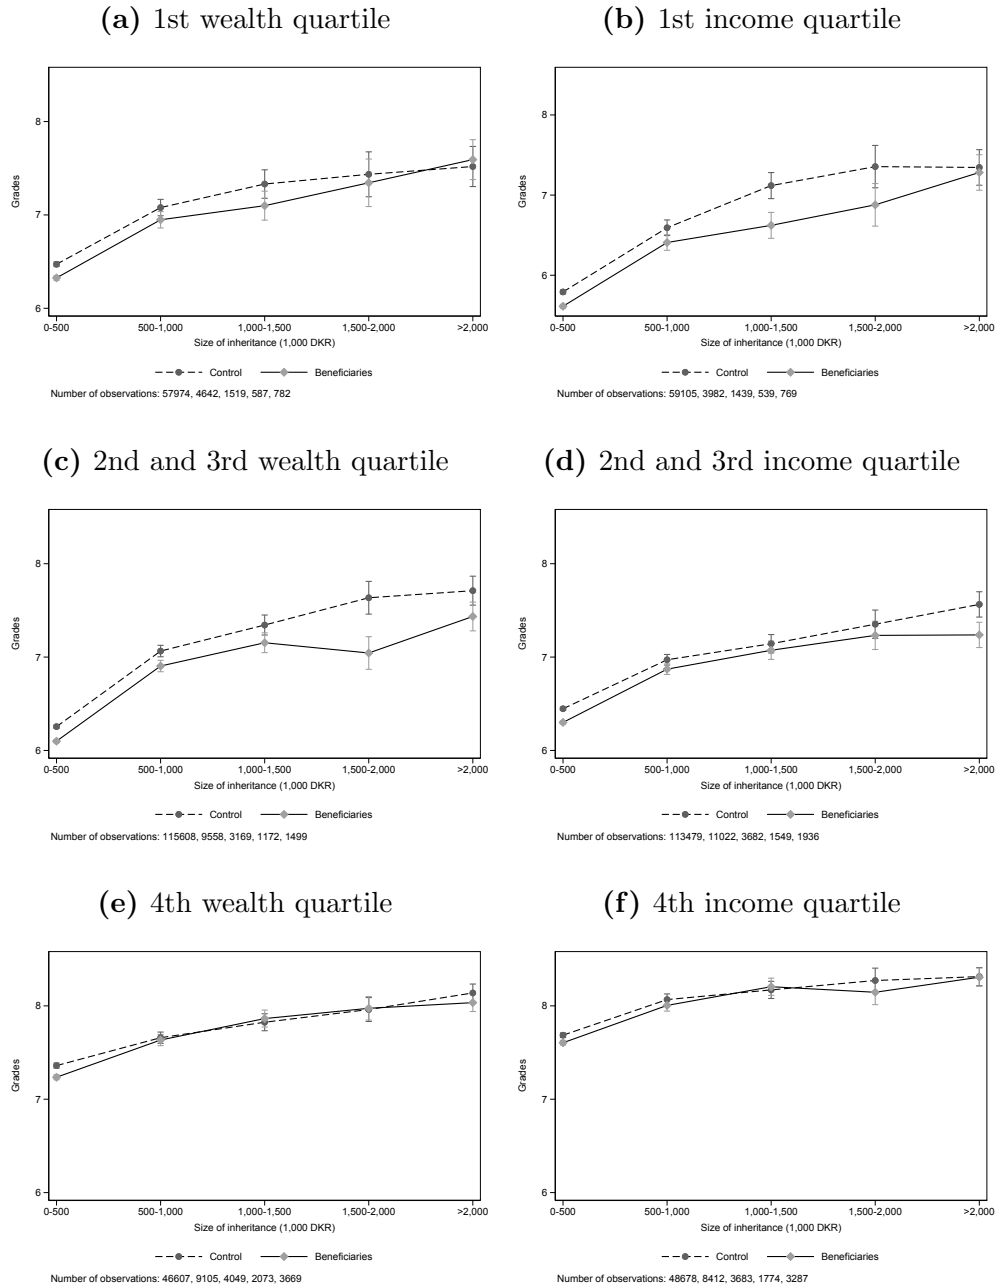 (a) 1st wealth quartile
8
7
6
Grades
0-500 500-1,000 1,000-1,500 1,500-2,000 >2,000
Size of inheritance (1,000 DKR)
Control Beneficiaries
Number of observations: 57974, 4642, 1519, 587, 782
(b) 1st income quartile
8
7
6
Grades
0-500 500-1,000 1,000-1,500 1,500-2,000 >2,000
Size of inheritance (1,000 DKR)
Control Beneficiaries
Number of observations: 59105, 3982, 1439, 539, 769
(c) 2nd and 3rd wealth quartile
8
7
6
Grades
0-500 500-1,000 1,000-1,500 1,500-2,000 >2,000
Size of inheritance (1,000 DKR)
Control Beneficiaries
Number of observations: 115608, 9558, 3169, 1172, 1499
(d) 2nd and 3rd income quartile
8
7
6
Grades
0-500 500-1,000 1,000-1,500 1,500-2,000 >2,000
Size of inheritance (1,000 DKR)
Control Beneficiaries
Number of observations: 113479, 11022, 3682, 1549, 1936
(e) 4th wealth quartile
8
7
6
Grades
0-500 500-1,000 1,000-1,500 1,500-2,000 >2,000
Size of inheritance (1,000 DKR)
Control Beneficiaries
Number of observations: 46607, 9105, 4049, 2073, 3669
(f) 4th income quartile
8
7
6
Grades
0-500 500-1,000 1,000-1,500 1,500-2,000 >2,000
Size of inheritance (1,000 DKR)
Control Beneficiaries
Number of observations: 48678, 8412, 3683, 1774, 3287